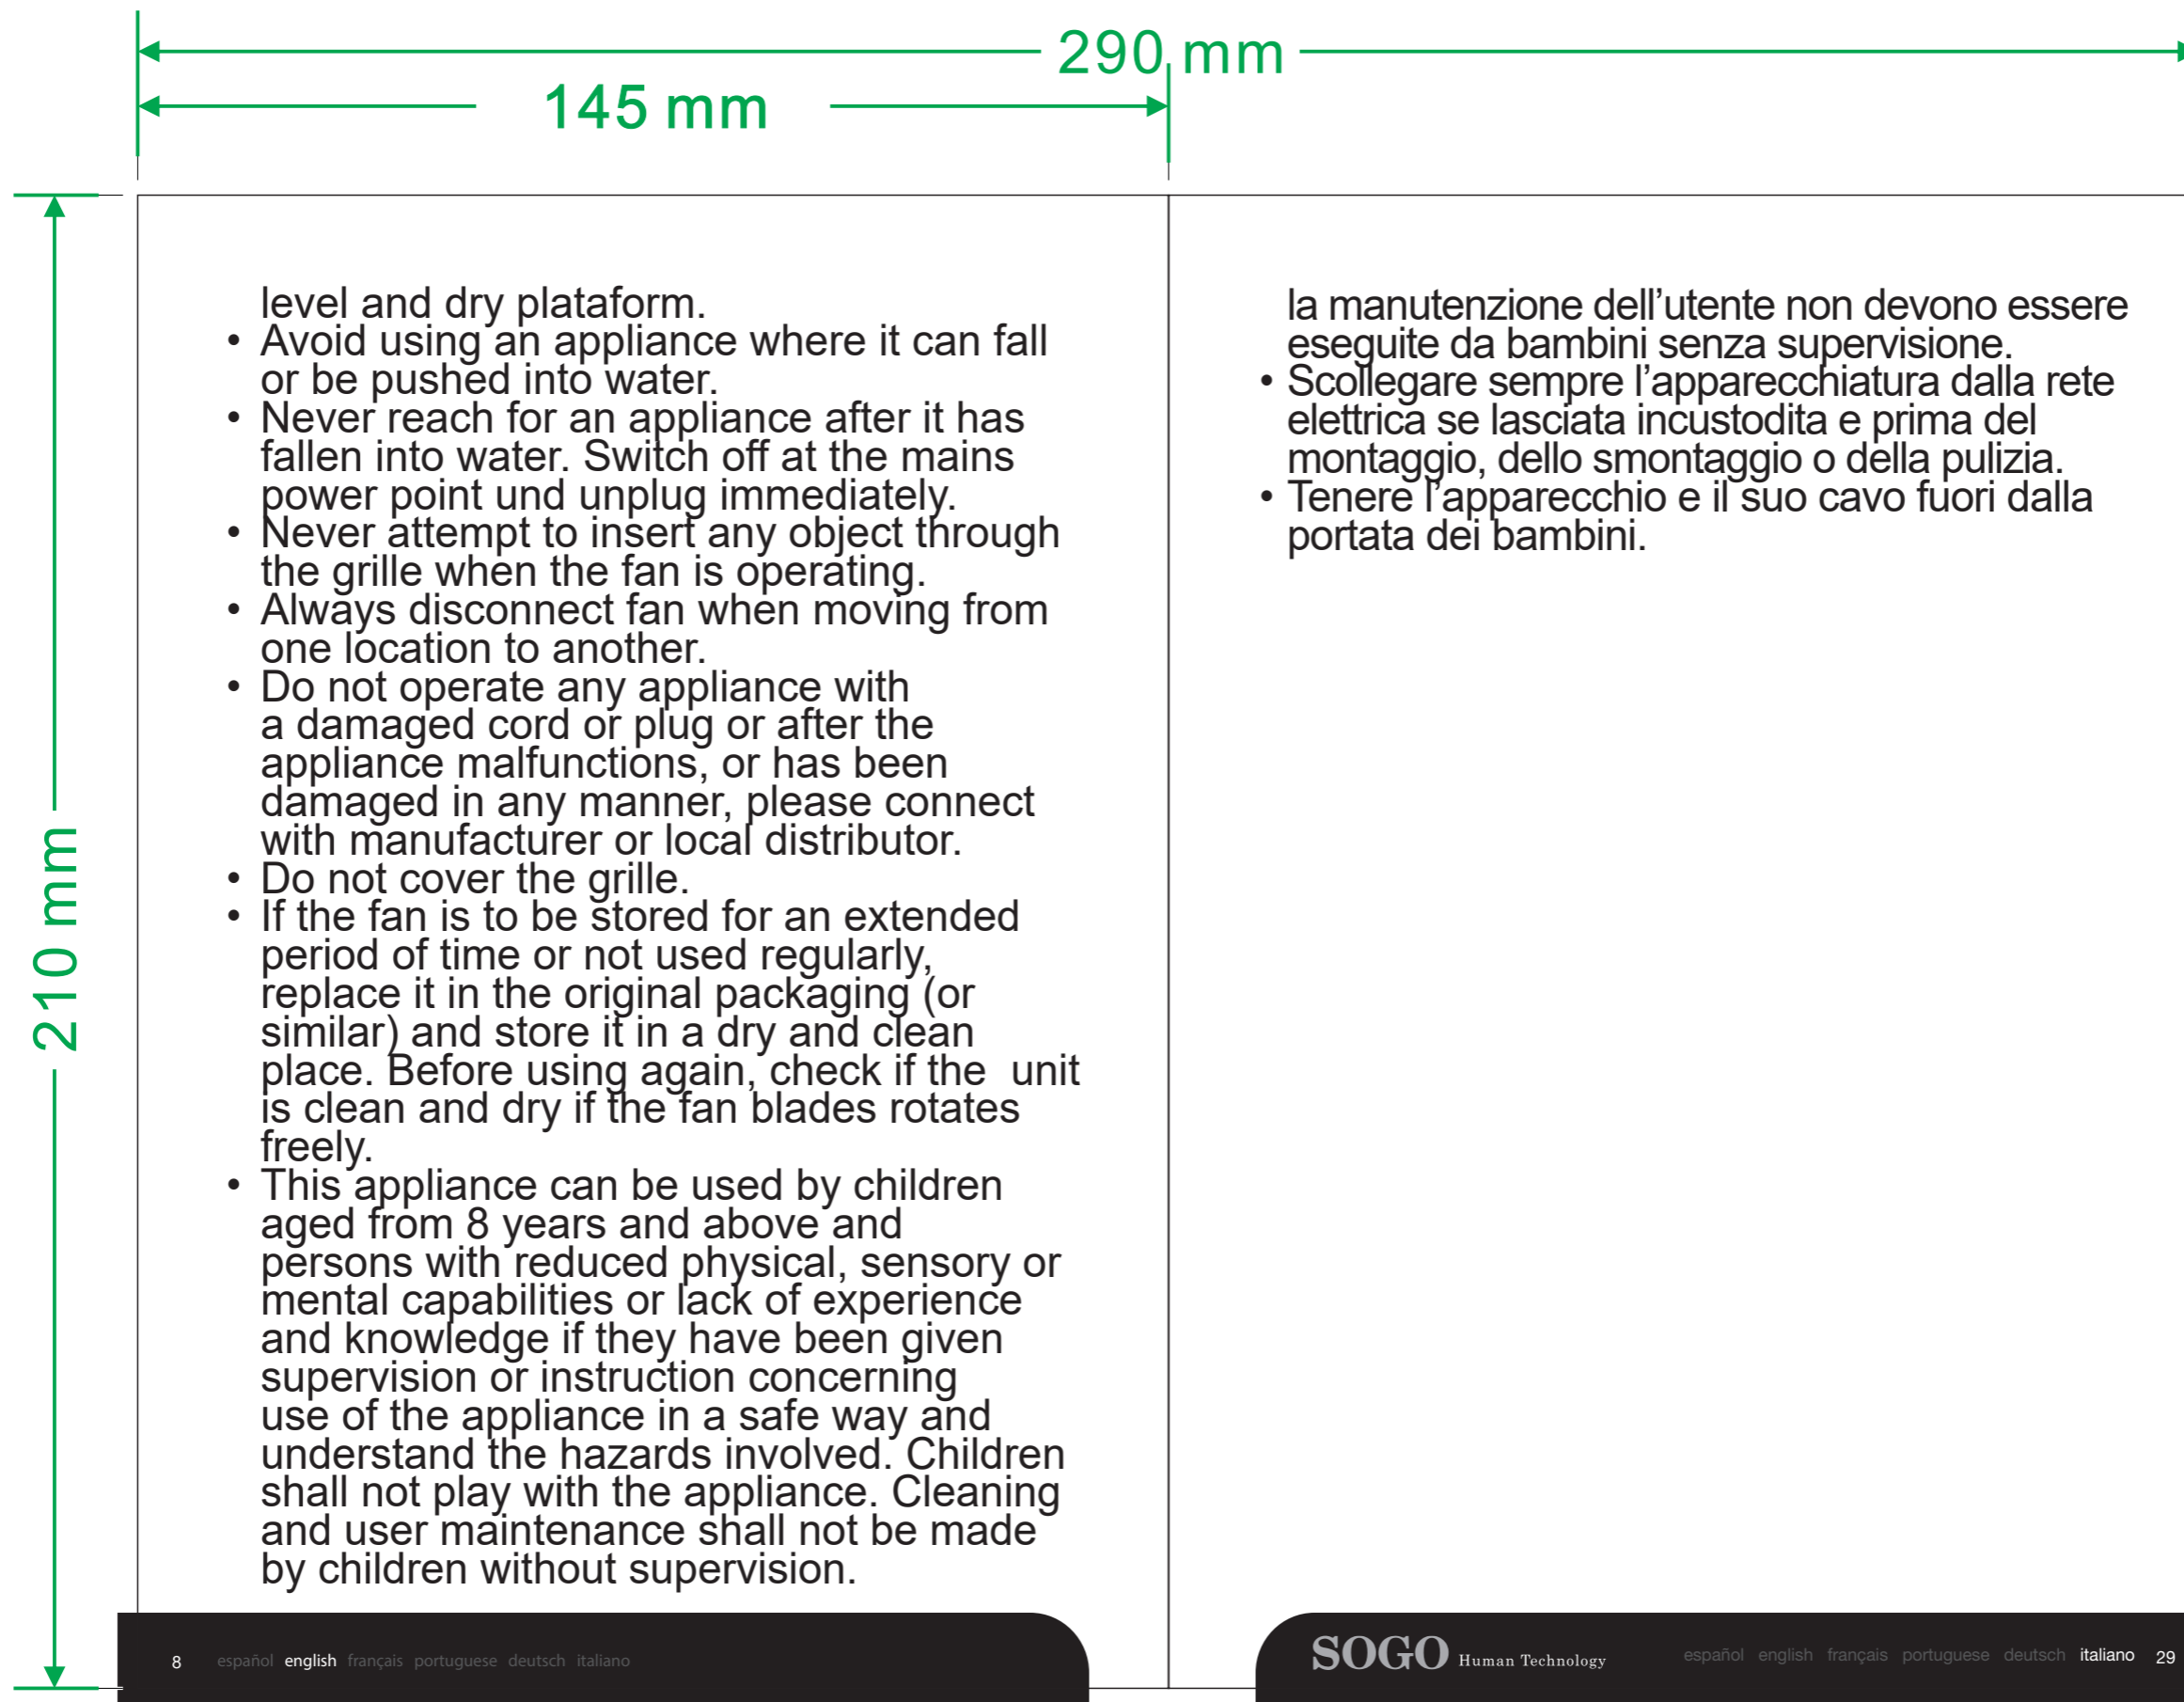 290 mm
145 mm
210 mm
level and dry plataform.
• Avoid using an appliance where it can fall
or be pushed into water.
• Never reach for an appliance after it has
fallen into water. Switch off at the mains
power point und unplug immediately.
• Never attempt to insert any object through
the grille when the fan is operating.
• Always disconnect fan when moving from
one location to another.
• Do not operate any appliance with
a damaged cord or plug or after the
appliance malfunctions, or has been
damaged in any manner, please connect
with manufacturer or local distributor.
• Do not cover the grille.
• If the fan is to be stored for an extended
period of time or not used regularly,
replace it in the original packaging (or
similar) and store it in a dry and clean
place. Before using again, check if the  unit
is clean and dry if the fan blades rotates
freely.
• This appliance can be used by children
aged from 8 years and above and
persons with reduced physical, sensory or
mental capabilities or lack of experience
and knowledge if they have been given
supervision or instruction concerning
use of the appliance in a safe way and
understand the hazards involved. Children
shall not play with the appliance. Cleaning
and user maintenance shall not be made
by children without supervision.
8 español english français portuguese deutsch italiano
la manutenzione dell’utente non devono essere
eseguite da bambini senza supervisione.
• Scollegare sempre l’apparecchiatura dalla rete
elettrica se lasciata incustodita e prima del
montaggio, dello smontaggio o della pulizia.
• Tenere l’apparecchio e il suo cavo fuori dalla
portata dei bambini.
SOGO Human Technology español english français portuguese deutsch italiano 29